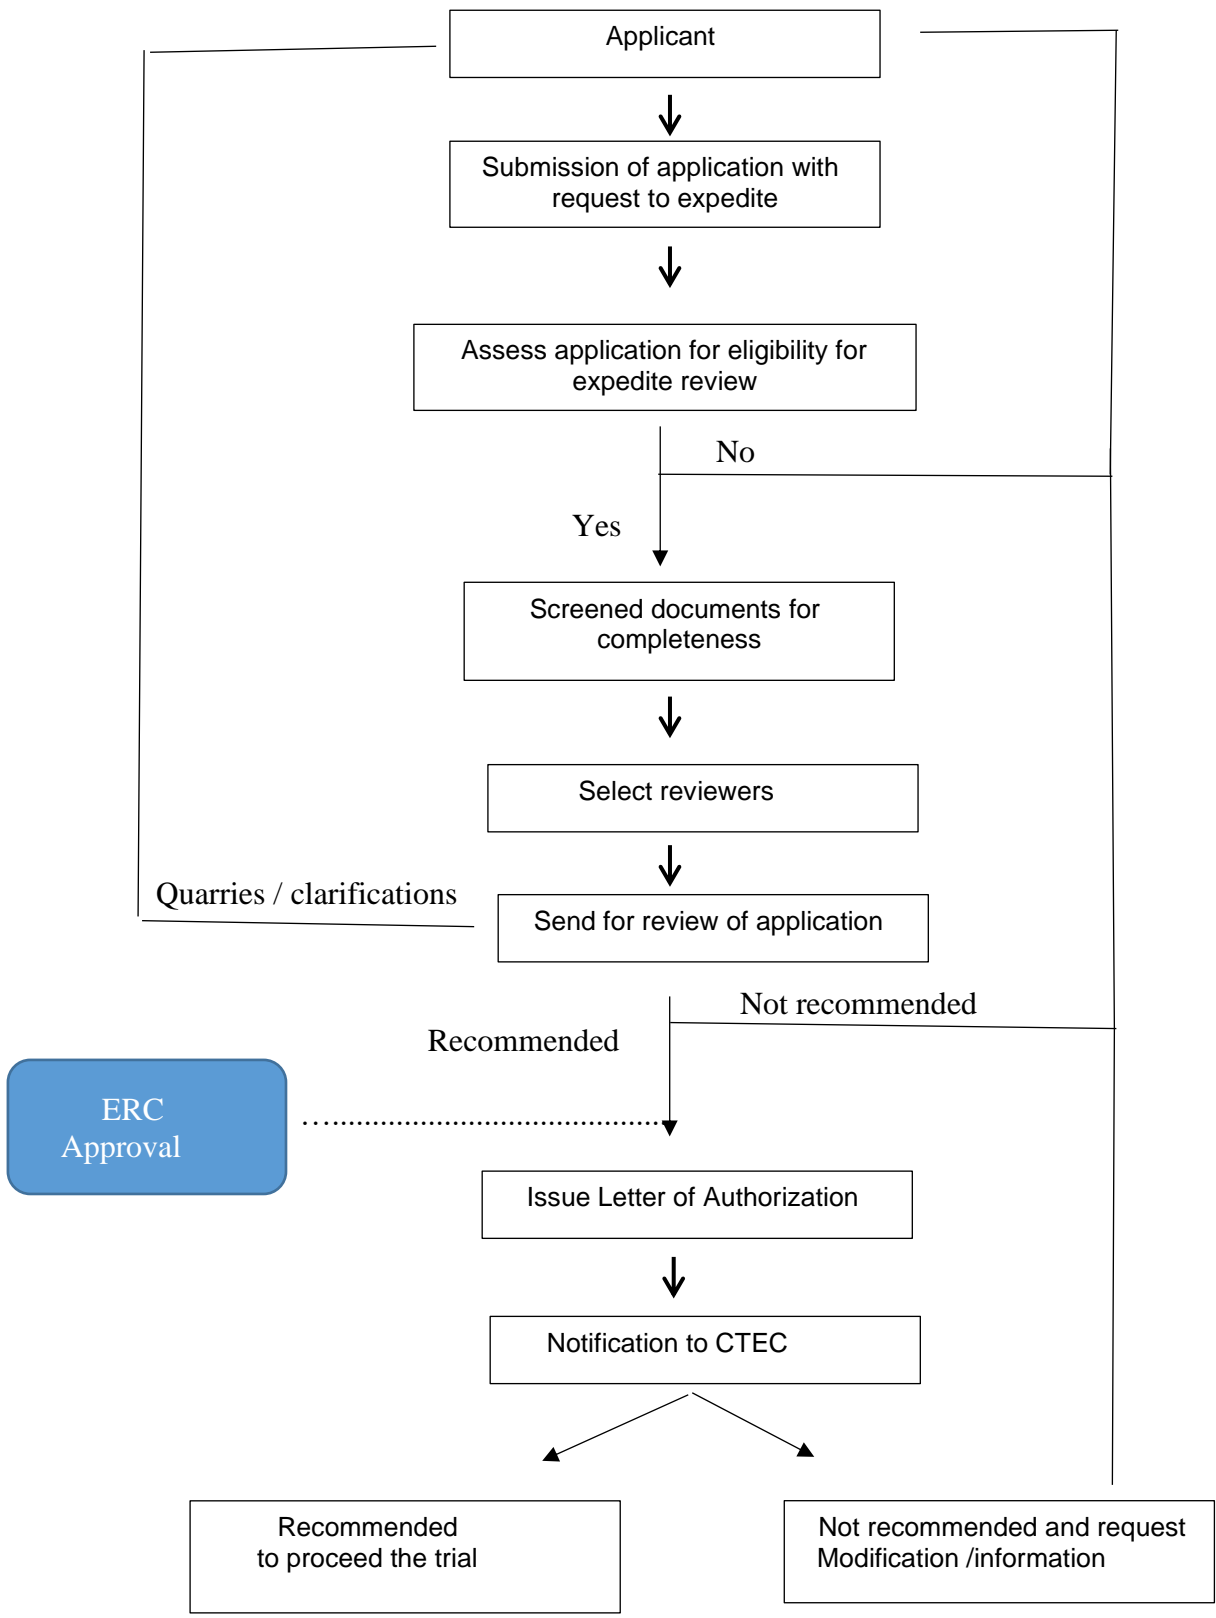 Applicant
Submission of application with
request to expedite
Assess application for eligibility for
expedite review
No
Yes
Screened documents for
completeness
Select reviewers
Quarries / clarifications
Send for review of application
Not recommended
Recommended
ERC
Approval
Issue Letter of Authorization
Notification to CTEC
Recommended
to proceed the trial
Not recommended and request
Modification /information